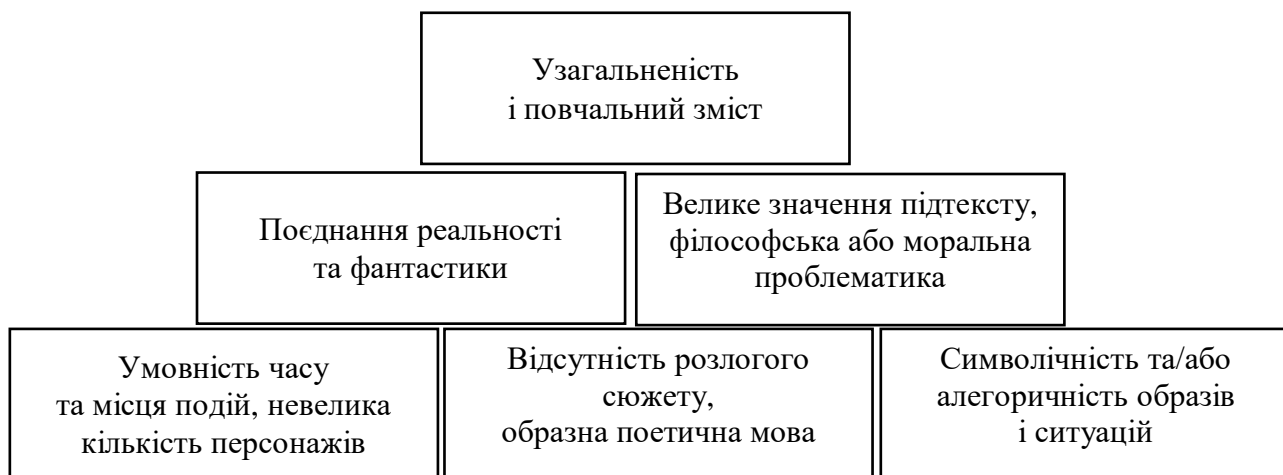 Узагальненість
і повчальний зміст
Поєднання реальності
та фантастики
Велике значення підтексту,
філософська або моральна
проблематика
Умовність часу
та місця подій, невелика
кількість персонажів
Відсутність розлогого
сюжету,
образна поетична мова
Символічність та/або
алегоричність образів
і ситуацій